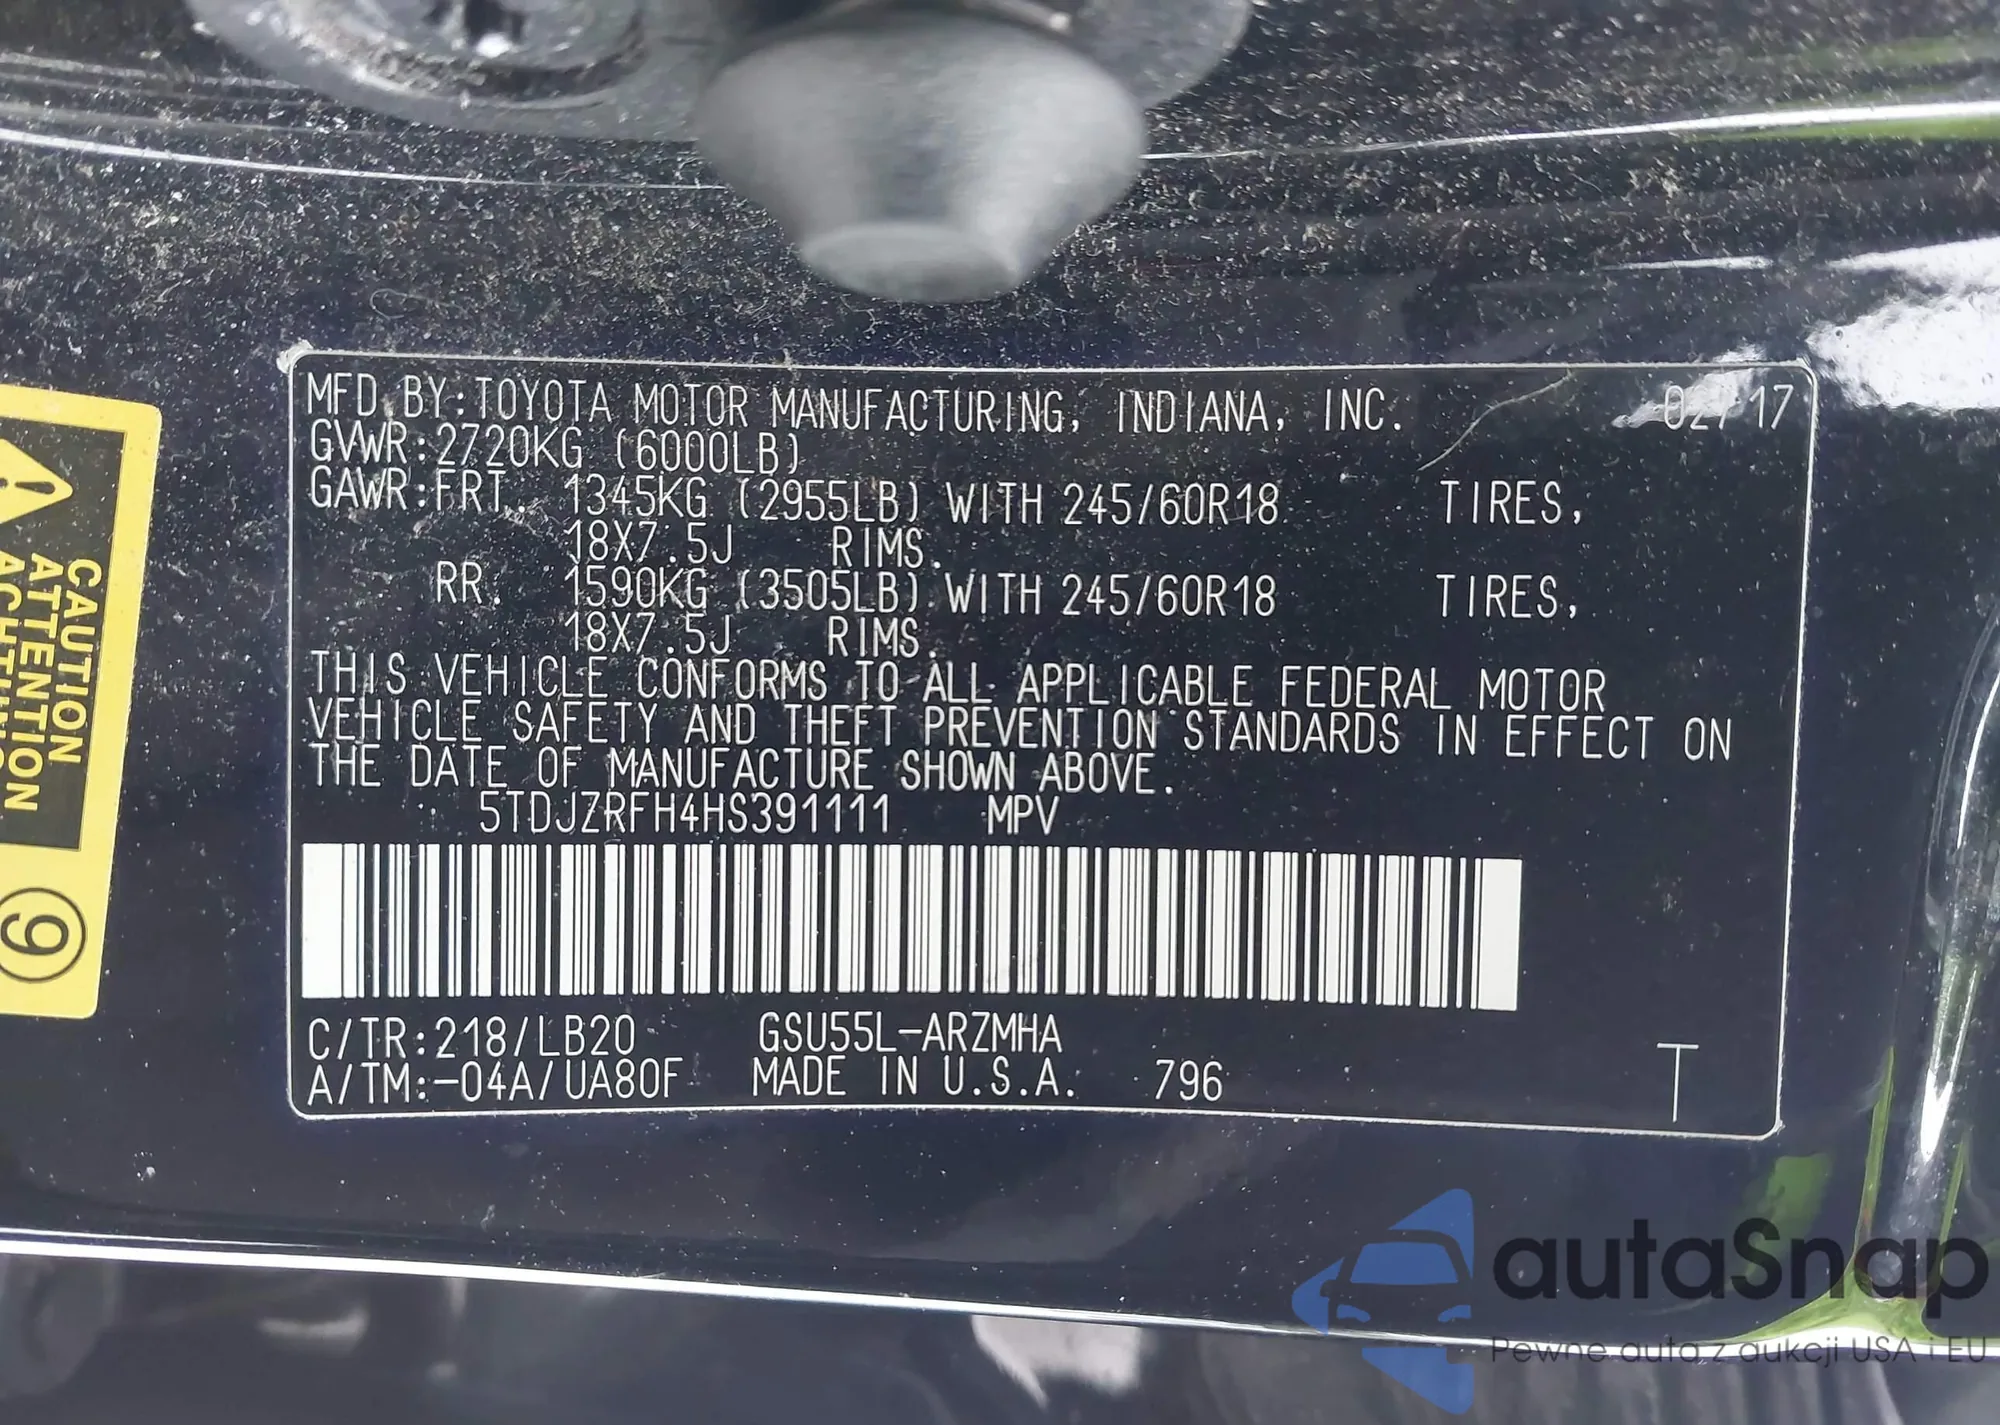 MFD.BY:TOYOTA MOTOR MANUFACTURING, INDIANA, INC. 02/17
GVWR:2720KG (6000LB)
GAWR:FRT. 1345KG (2955LB) WITH 245/60R18 TIRES,
18X7.5J RIMS.
RR. 1590KG (3505LB) WITH 245/60R18 TIRES,
18X7.5J RIMS.
THIS VEHICLE CONFORMS TO ALL APPLICABLE FEDERAL MOTOR
VEHICLE SAFETY AND THEFT PREVENTION STANDARDS IN EFFECT ON
THE DATE OF MANUFACTURE SHOWN ABOVE.
5TDJZRFH4HS391111 MPV
C/TR:218/LB20 GSU55L-ARZMHA
A/TM:-04A/UA80F MADE IN U.S.A. 796 T
CAUTION
ATTENTION
9
autaSnap
Pewne auta z aukcji USA i EU